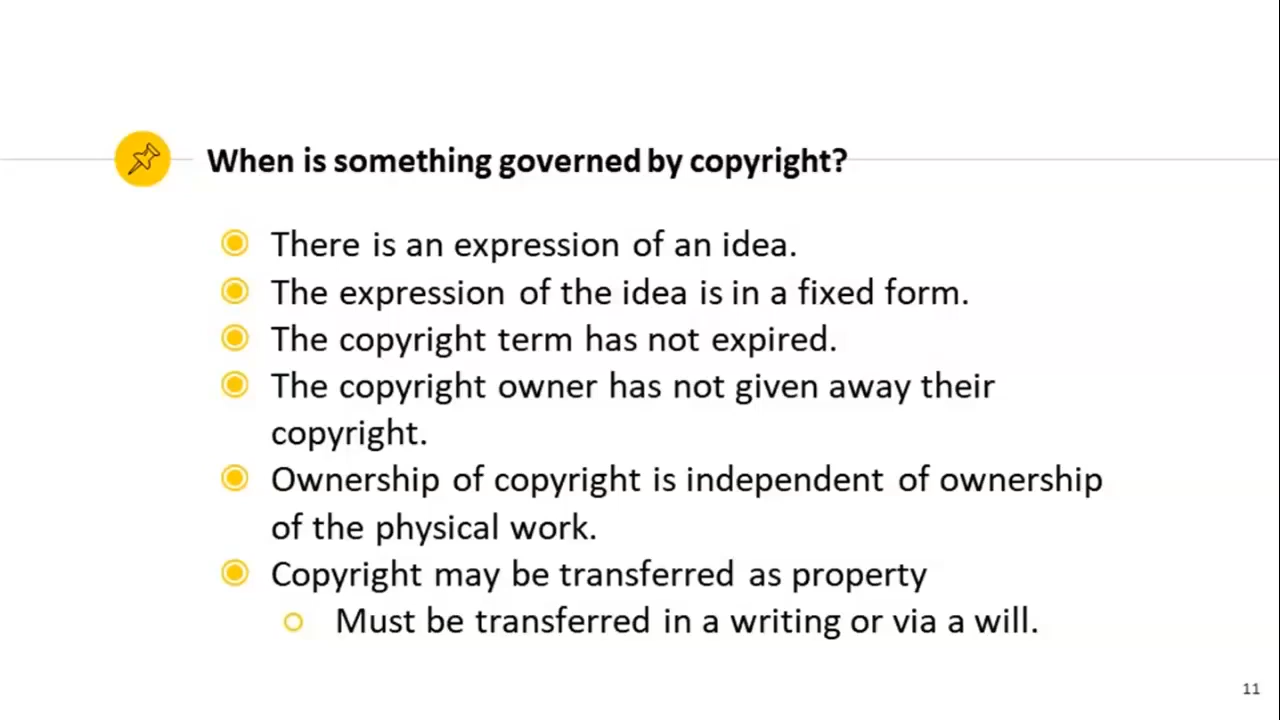 When is something governed by copyright?
There is an expression of an idea.
The expression of the idea is in a fixed form.
The copyright term has not expired.
The copyright owner has not given away their
copyright.
Ownership of copyright is independent of ownership
of the physical work.
Copyright may be transferred as property
Must be transferred in a writing or via a will.
11